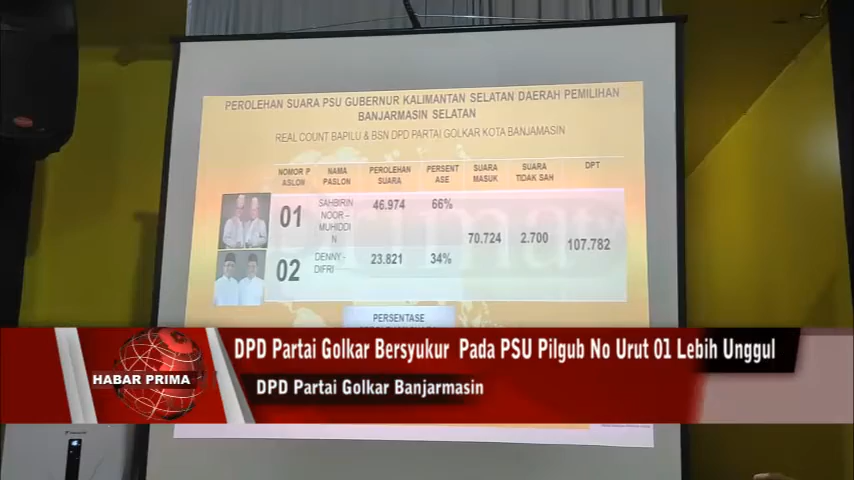 PEROLEHAN SUARA PSU GUBERNUR KALIMANTAN SELATAN DAERAH PEMILIHAN
BANJARMASIN SELATAN
REAL COUNT BAPILU & BSN DPD PARTAI GOLKAR KOTA BANJARMASIN
NOMOR P ASLON NAMA PASLON PEROLEHAN SUARA PERSENT ASE SUARA MASUK SUARA TIDAK SAH DPT
01 SAHBIRIN NOOR – MUHIDDI N 46.974 66%
70.724 2.700 107.782
02 DENNY - DIFRI 23.821 34%
PERSENTASE
DPD Partai Golkar Bersyukur Pada PSU Pilgub No Urut 01 Lebih Unggul
HABAR PRIMA
DPD Partai Golkar Banjarmasin